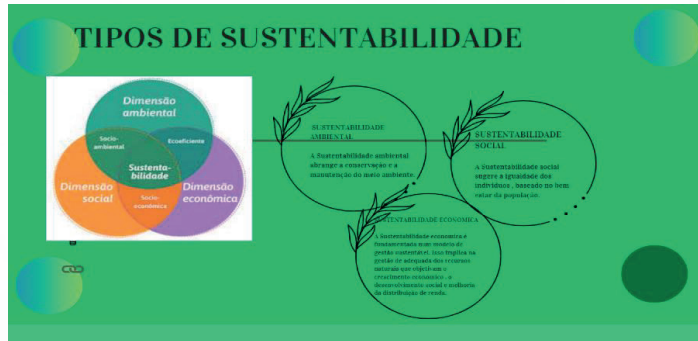 TIPOS DE SUSTENTABILIDADE
Dimensão
ambiental
Socio-
ambiental
Ecoeficiente
Sustenta-
bilidade
Dimensão
social
Socio-
econômica
Dimensão
econômica
SUSTENTABILIDADE
AMBIENTAL
A Sustentabilidade ambiental
abrange a conservação e a
manutenção do meio ambiente.
SUSTENTABILIDADE
SOCIAL
A Sustentabilidade social
sugere a igualdade dos
indivíduos , baseado no bem
estar da população.
SUSTENTABILIDADE ECONOMICA
A Sustentabilidade economica é
fundamentada num modelo de
gestão sustentável. Isso implica na
gestão de adequada dos recursos
naturais que objetivam o
crescimento econômico , o
desenvolvimento social e melhoria
da distribuição de renda.